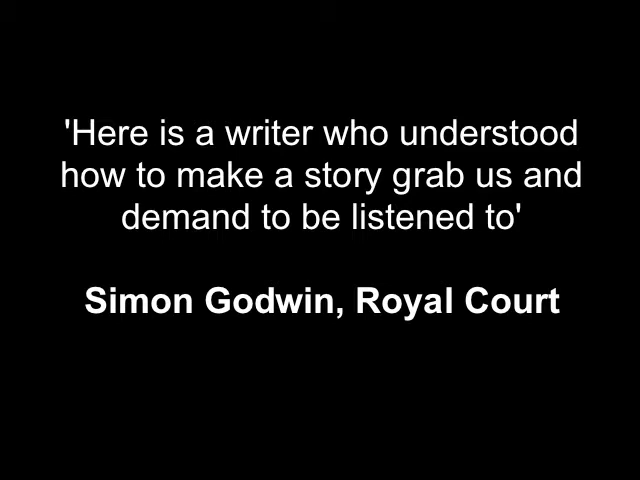 'Here is a writer who understood
how to make a story grab us and
demand to be listened to'
Simon Godwin, Royal Court